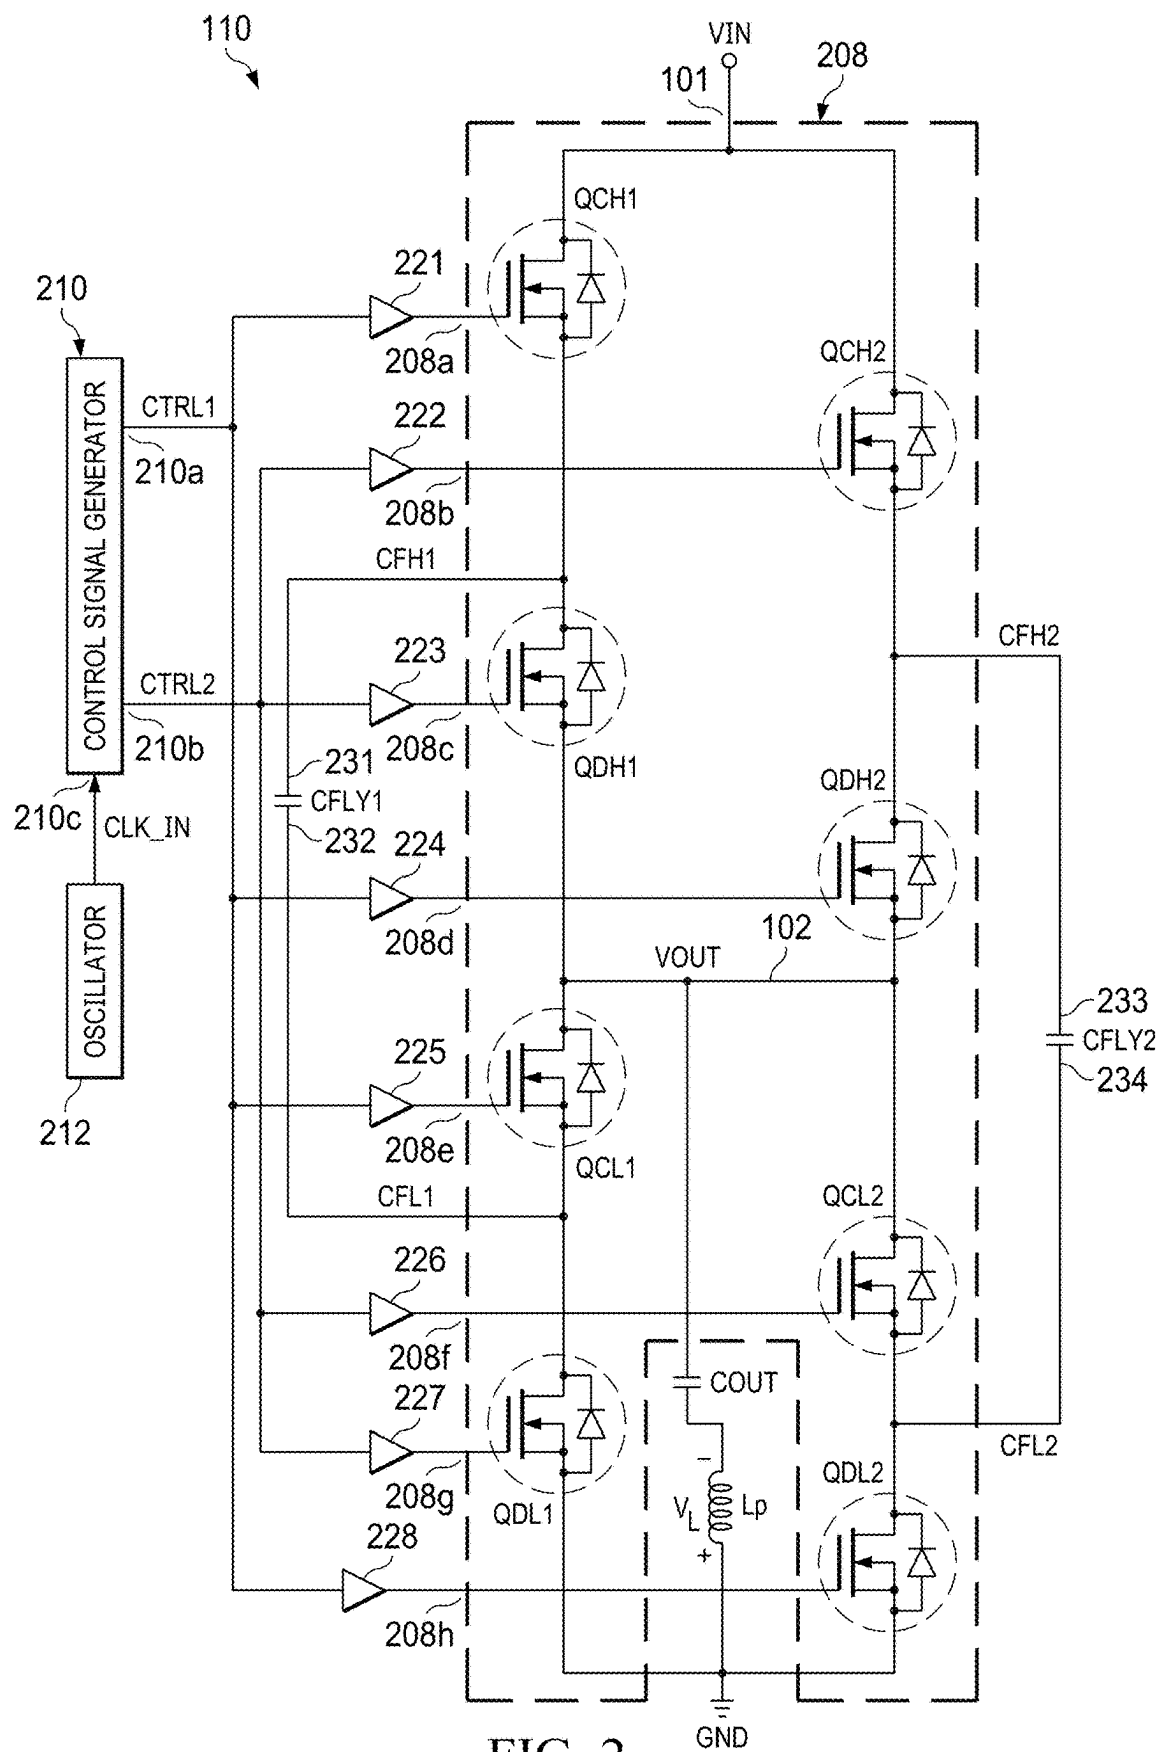 110
VIN
101
208
QCH1
221
210
208a
QCH2
CTRL1
222
210a
208b
CONTROL SIGNAL GENERATOR
CFH1
CFH2
223
CTRL2
210b
208c
QDH1
231
QDH2
CFLY1
210c
CLK_IN
232
224
208d
102
VOUT
OSCILLATOR
233
CFLY2
234
225
212
208e
QCL1
CFL1
QCL2
226
208f
COUT
227
CFL2
208g
QDL1
QDL2
–
VL
Lp
+
228
208h
GND